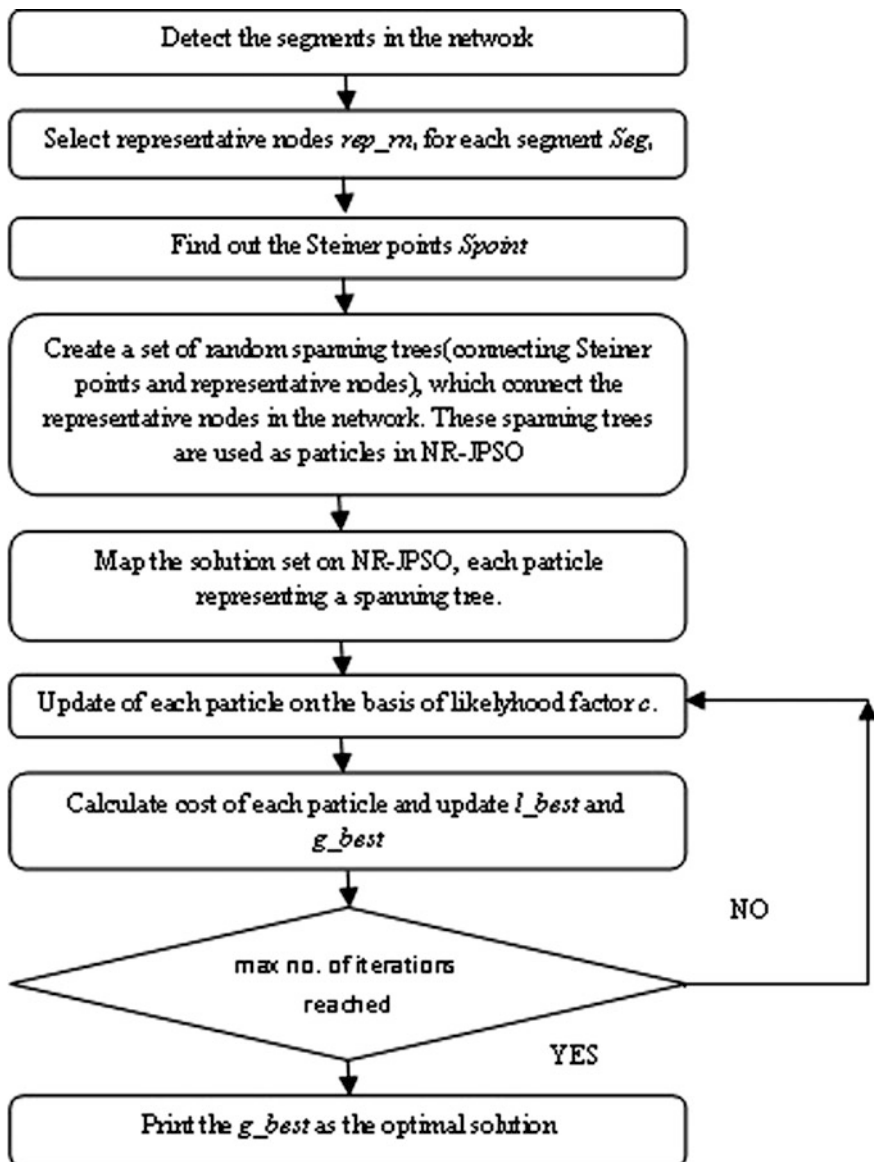 Detect the segments in the network
Select representative nodes rep_rnᵢ for each segment Segᵢ
Find out the Steiner points Spoint
Create a set of random spanning trees(connecting Steiner
points and representative nodes), which connect the
representative nodes in the network. These spanning trees
are used as particles in NR-JPSO
Map the solution set on NR-JPSO, each particle
representing a spanning tree.
Update of each particle on the basis of likelyhood factor c.
Calculate cost of each particle and update l_best and
g_best
NO
max no. of iterations
reached
YES
Print the g_best as the optimal solution